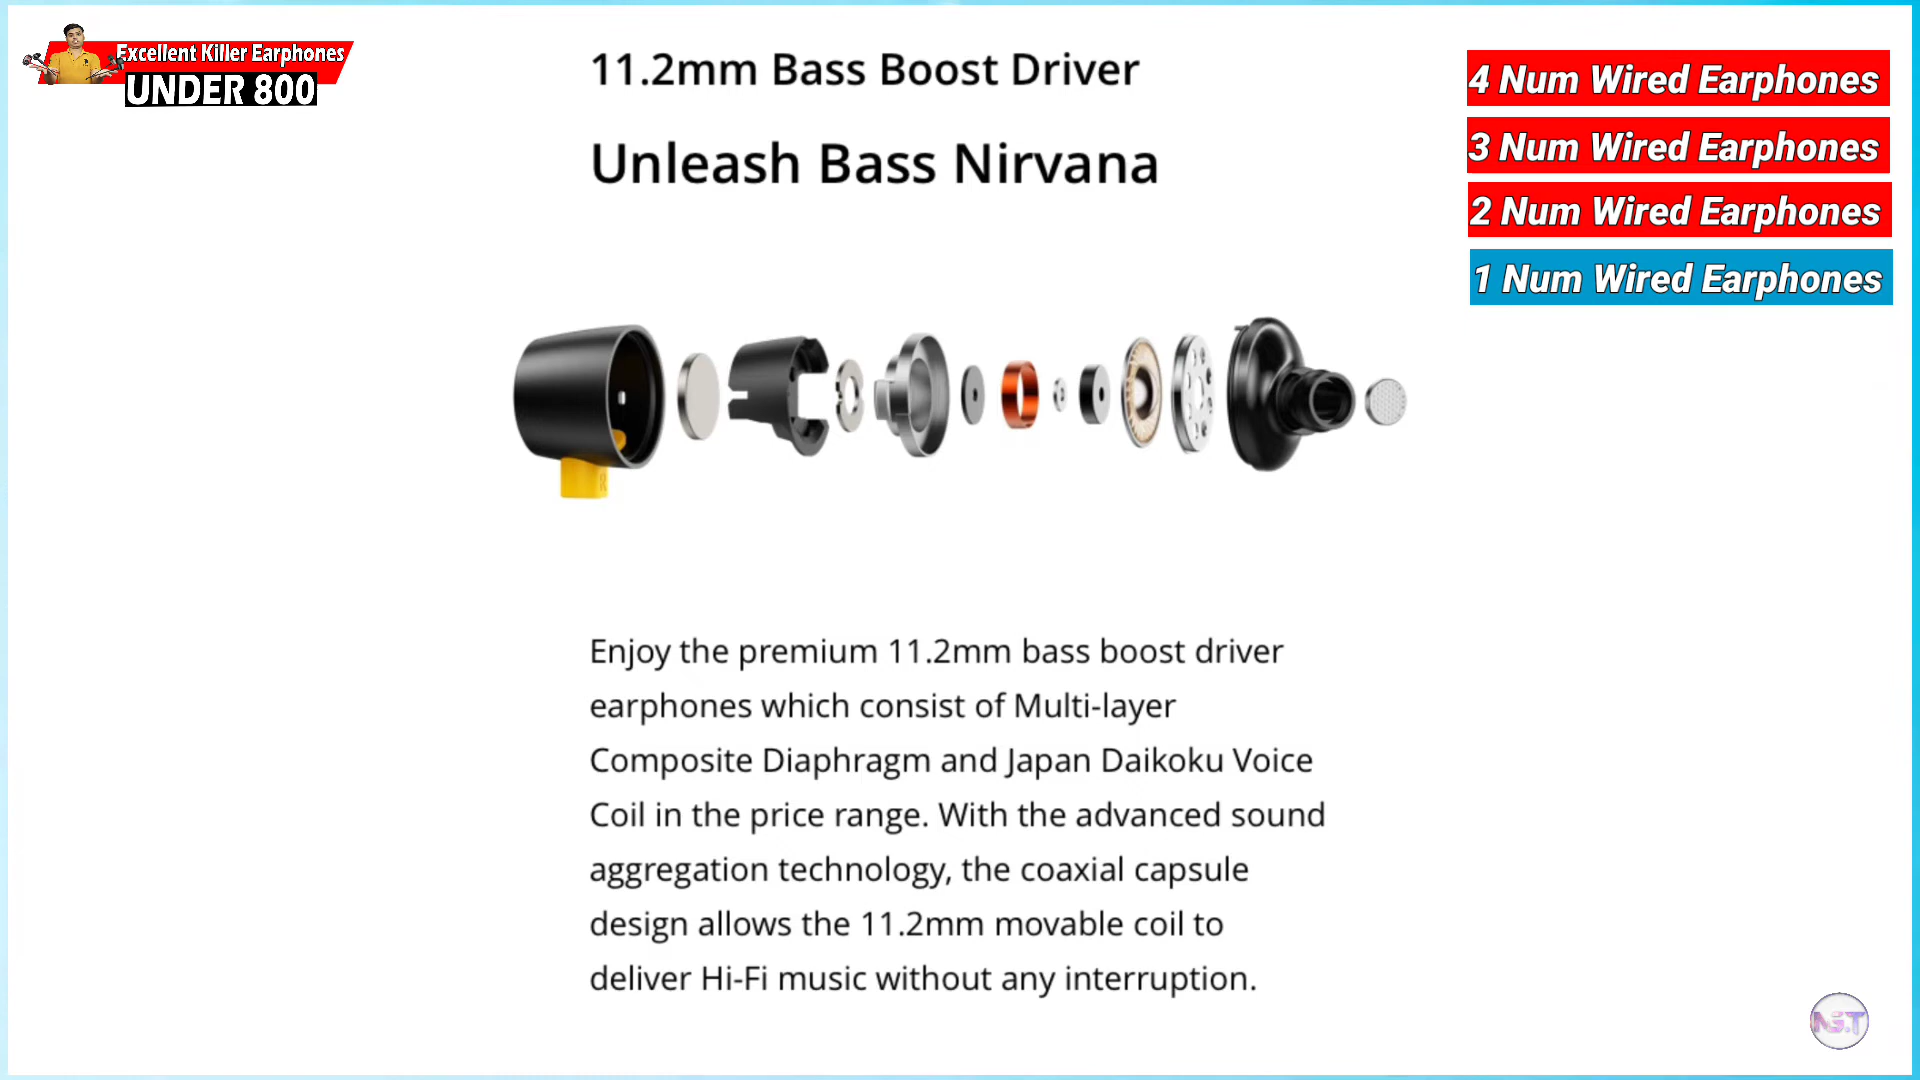 Excellent Killer Earphones
UNDER 800
11.2mm Bass Boost Driver
Unleash Bass Nirvana
4 Num Wired Earphones
3 Num Wired Earphones
2 Num Wired Earphones
1 Num Wired Earphones
Enjoy the premium 11.2mm bass boost driver
earphones which consist of Multi-layer
Composite Diaphragm and Japan Daikoku Voice
Coil in the price range. With the advanced sound
aggregation technology, the coaxial capsule
design allows the 11.2mm movable coil to
deliver Hi-Fi music without any interruption.